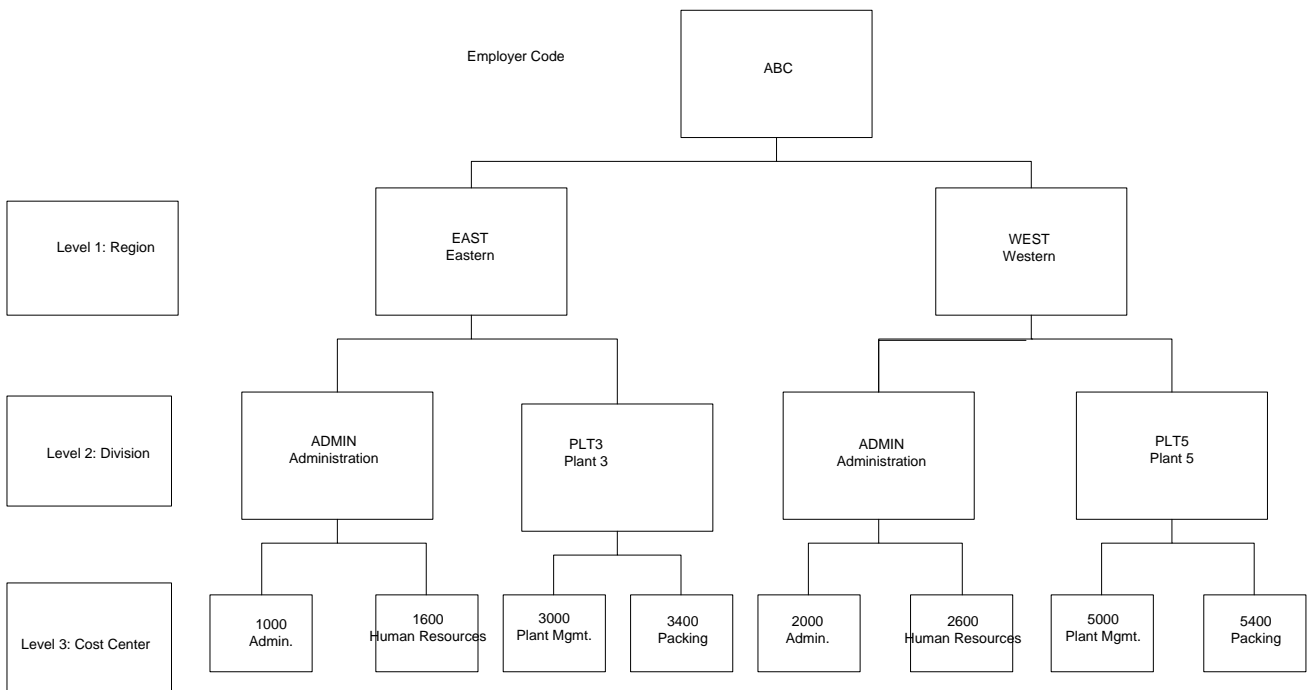 Employer Code
ABC
Level 1: Region
EAST
Eastern
WEST
Western
Level 2: Division
ADMIN
Administration
PLT3
Plant 3
ADMIN
Administration
PLT5
Plant 5
Level 3: Cost Center
1000
Admin.
1600
Human Resources
3000
Plant Mgmt.
3400
Packing
2000
Admin.
2600
Human Resources
5000
Plant Mgmt.
5400
Packing